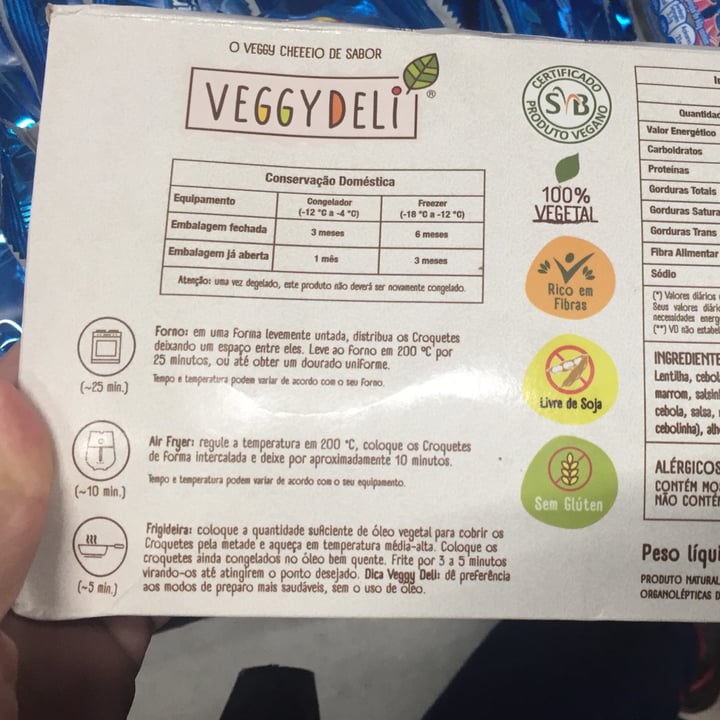 O VEGGY CHEEEIO DE SABOR
VEGGYDELI®
Conservação Doméstica
Equipamento Congelador (-12 °C a -4 °C) Freezer (-18 °C a -12 °C)
Embalagem fechada 3 meses 6 meses
Embalagem já aberta 1 mês 3 meses
Atenção: uma vez degelado, este produto não deverá ser novamente congelado.
Forno: em uma forma levemente untada, distribua os Croquetes
deixando um espaço entre eles. Leve ao forno em 200 °C por
25 minutos, ou até obter um dourado uniforme.
Tempo e temperatura podem variar de acordo com o seu forno.
(~25 min.)
Air Fryer: regule a temperatura em 200 °C, coloque os Croquetes
de forma intercalada e deixe por aproximadamente 10 minutos.
Tempo e temperatura podem variar de acordo com o seu equipamento.
(~10 min.)
Frigideira: coloque a quantidade suficiente de óleo vegetal para cobrir os
Croquetes pela metade e aqueça em temperatura média-alta. Coloque os
croquetes ainda congelados no óleo bem quente. Frite por 3 a 5 minutos
virando-os até atingirem o ponto desejado. Dica Veggy Deli: dê preferência
aos modos de preparo mais saudáveis, sem o uso de óleo.
(~5 min.)
CERTIFICADO
SVB
PRODUTO VEGANO
100%
VEGETAL
Rico em
Fibras
Livre de Soja
Sem Glúten
Valor Energético
Carboidratos
Proteínas
Gorduras Totais
Gorduras
Gorduras Trans
Fibra Alimentar
Sódio
(*) Valores diários
Seus valores
necessidades
(**) VD não
Lentilha,
marrom,
cebola, salsa,
cebolinha),
CONTÉM
NÃO
Peso
PRODUTO
ORGANOLÉPTICAS